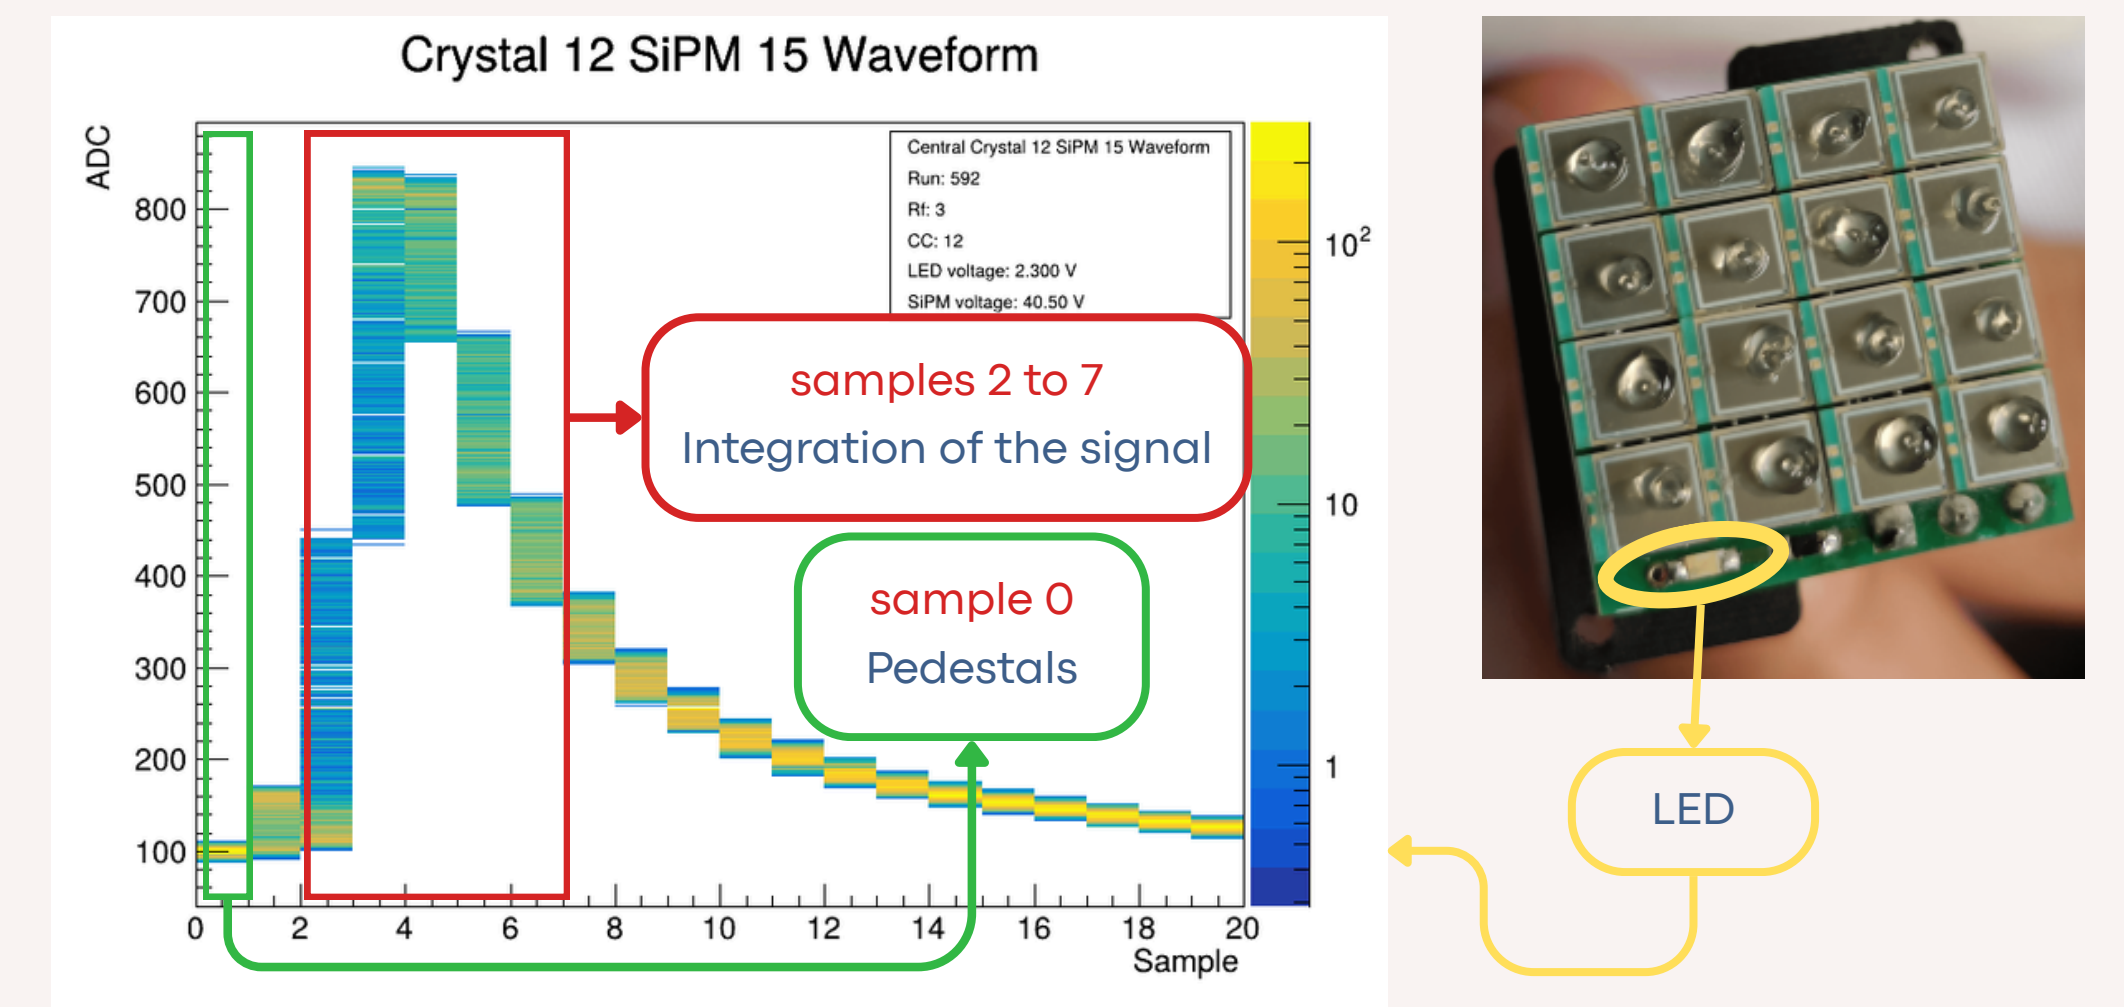 Crystal 12 SiPM 15 Waveform
ADC
Central Crystal 12 SiPM 15 Waveform
Run: 592
Rf: 3
CC: 12
LED voltage: 2.300 V
SiPM voltage: 40.50 V
800
700
600
500
400
300
200
100
samples 2 to 7
Integration of the signal
sample 0
Pedestals
10²
10
1
0 2 4 6 8 10 12 14 16 18 20
Sample
LED